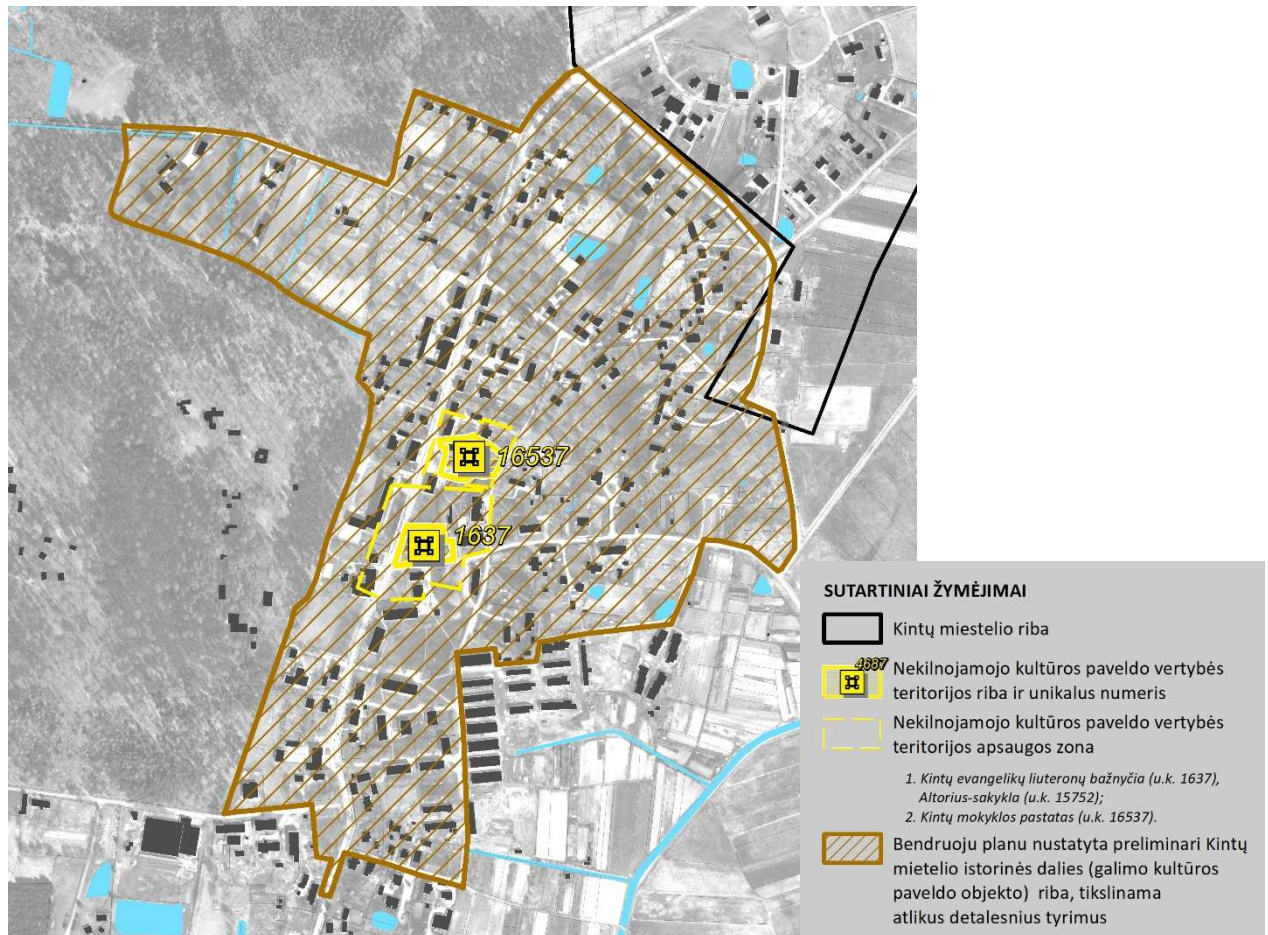 16537
1637
SUTARTINIAI ŽYMĖJIMAI
Kintų miestelio riba
4687
Nekilnojamojo kultūros paveldo vertybės
teritorijos riba ir unikalus numeris
Nekilnojamojo kultūros paveldo vertybės
teritorijos apsaugos zona
1. Kintų evangelikų liuteronų bažnyčia (u.k. 1637),
Altorius-sakykla (u.k. 15752);
2. Kintų mokyklos pastatas (u.k. 16537).
Bendruoju planu nustatyta preliminari Kintų
mietelio istorinės dalies (galimo kultūros
paveldo objekto) riba, tikslinama
atlikus detalesnius tyrimus